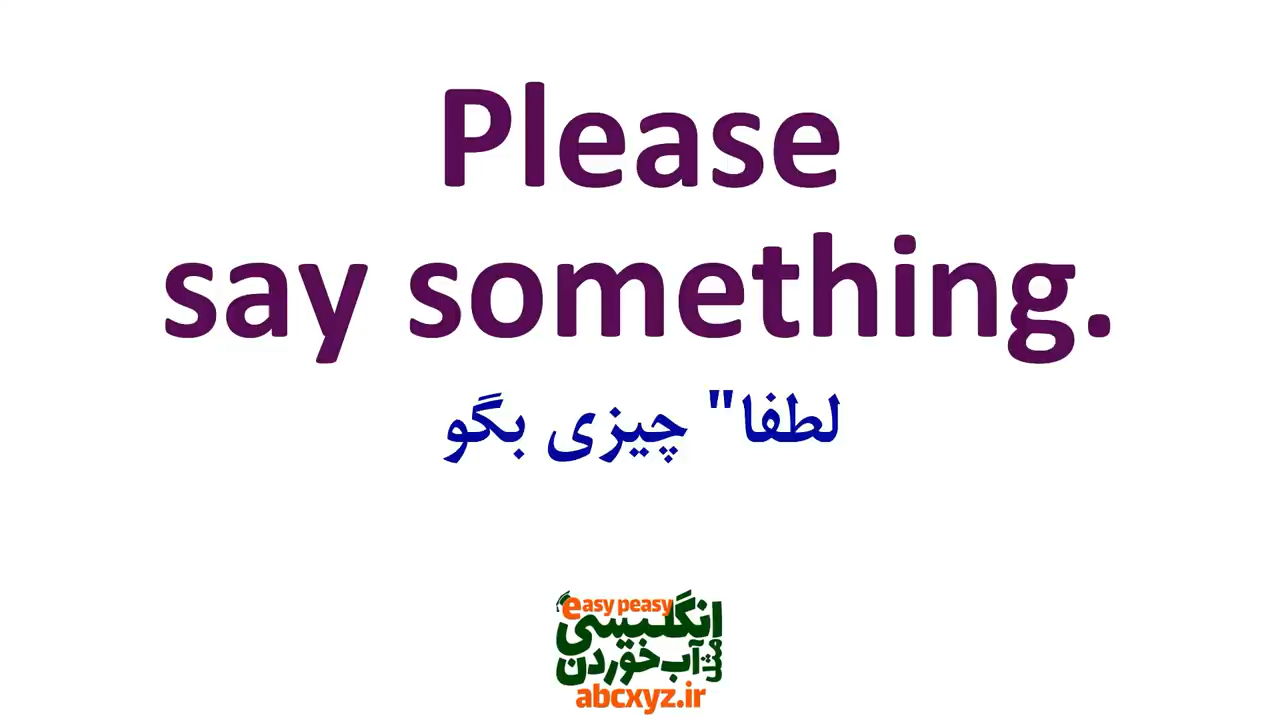 Please
say something.
لطفا" چیزی بگو
easy peasy
انگلیسی
مثل آب خوردن
abcxyz.ir